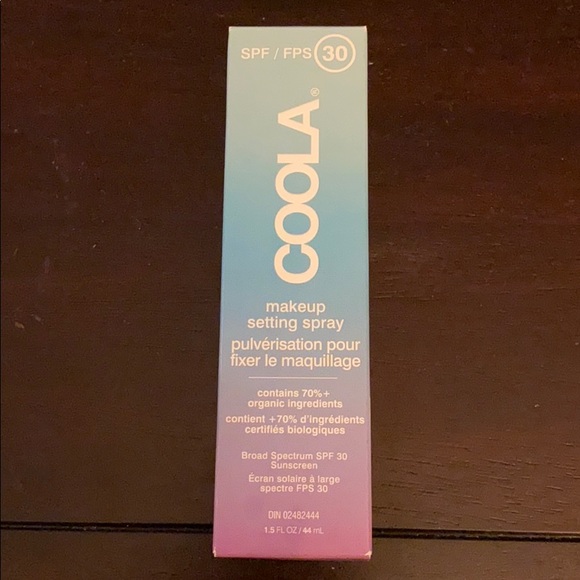 SPF / FPS 30
COOLA®
makeup
setting spray
pulvérisation pour
fixer le maquillage
contains 70%+
organic ingredients
contient +70% d'ingrédients
certifiés biologiques
Broad Spectrum SPF 30
Sunscreen
Écran solaire à large
spectre FPS 30
DIN 02482444
1.5 FL OZ / 44 mL